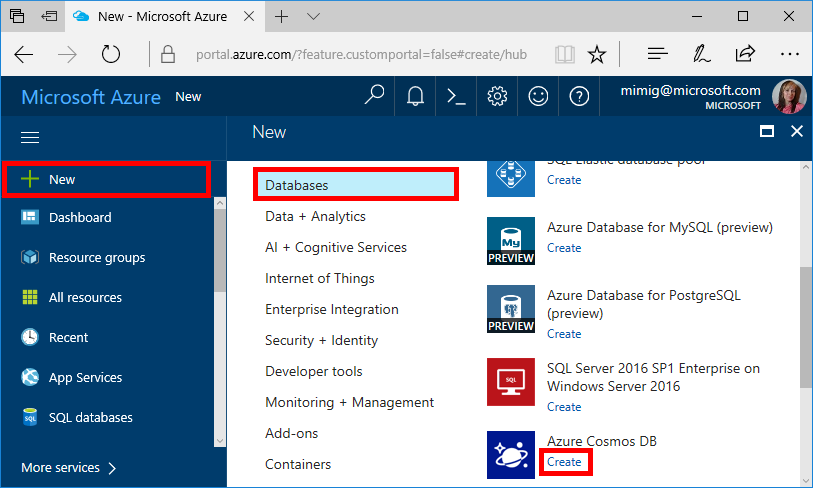 New - Microsoft Azure
portal.azure.com/?feature.customportal=false#create/hub
Microsoft Azure New
mimig@microsoft.com
MICROSOFT
New
New
Dashboard
Resource groups
All resources
Recent
App Services
SQL
SQL databases
More services
Databases
Data + Analytics
AI + Cognitive Services
Internet of Things
Enterprise Integration
Security + Identity
Developer tools
Monitoring + Management
Add-ons
Containers
SQL Elastic database pool
Create
My
PREVIEW
Azure Database for MySQL (preview)
Create
PREVIEW
Azure Database for PostgreSQL
(preview)
Create
SQL
SQL Server 2016 SP1 Enterprise on
Windows Server 2016
Create
Azure Cosmos DB
Create